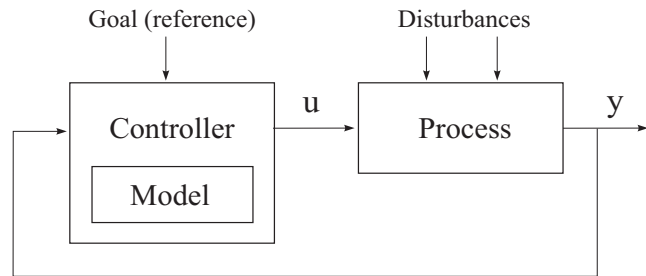 Goal (reference)
Disturbances
Controller
u
Process
y
Model